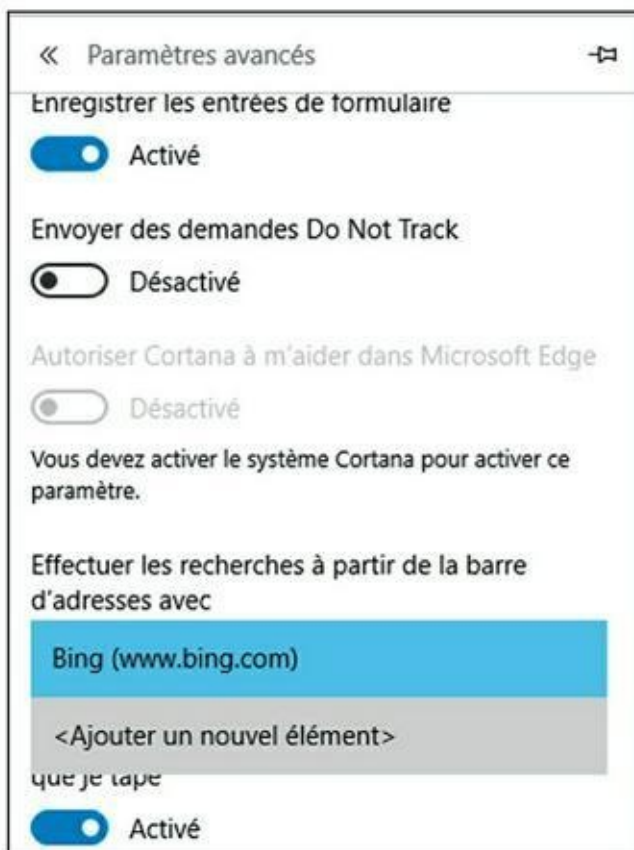 Paramètres avancés
Enregistrer les entrées de formulaire
Activé
Envoyer des demandes Do Not Track
Désactivé
Autoriser Cortana à m'aider dans Microsoft Edge
Désactivé
Vous devez activer le système Cortana pour activer ce
paramètre.
Effectuer les recherches à partir de la barre
d'adresses avec
Bing (www.bing.com)
<Ajouter un nouvel élément>
que je tape
Activé